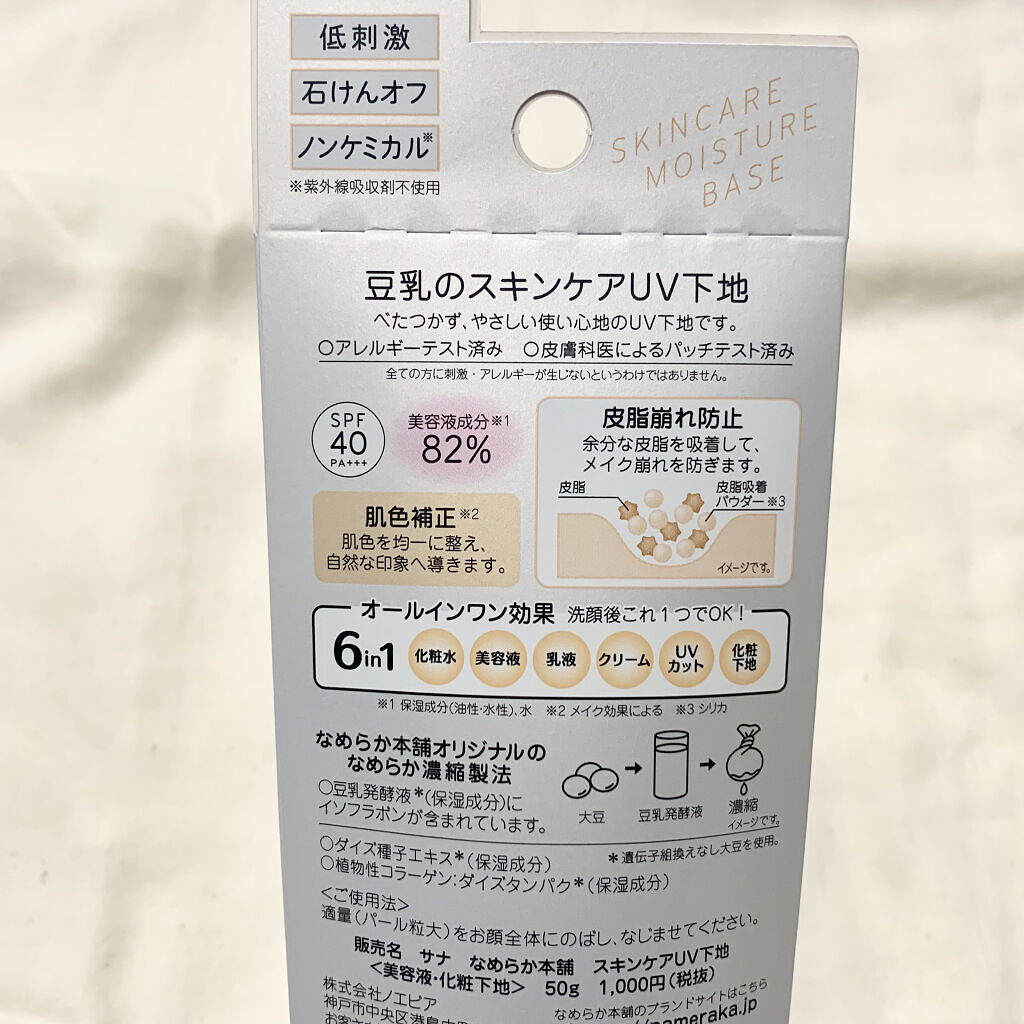 低刺激
石けんオフ
ノンケミカル※
※紫外線吸収剤不使用
SKINCARE
MOISTURE
BASE
豆乳のスキンケアUV下地
べたつかず、やさしい使い心地のUV下地です。
○アレルギーテスト済み ○皮膚科医によるパッチテスト済み
全ての方に刺激・アレルギーが生じないというわけではありません。
SPF
40
PA+++
美容液成分※1
82%
肌色補正※2
肌色を均一に整え、
自然な印象へ導きます。
皮脂崩れ防止
余分な皮脂を吸着して、
メイク崩れを防ぎます。
皮脂
皮脂吸着
パウダー※3
イメージです。
オールインワン効果 洗顔後これ1つでOK!
6in1 化粧水 美容液 乳液 クリーム UVカット 化粧下地
※1 保湿成分(油性・水性)、水 ※2 メイク効果による ※3 シリカ
なめらか本舗オリジナルの
なめらか濃縮製法
○豆乳発酵液*(保湿成分)に
イソフラボンが含まれています。
大豆 豆乳発酵液 濃縮
イメージです。
○ダイズ種子エキス*(保湿成分)
*遺伝子組換えなし大豆を使用。
○植物性コラーゲン:ダイズタンパク*(保湿成分)
<ご使用法>
適量(パール粒大)をお顔全体にのばし、なじませてください。
販売名 サナ なめらか本舗 スキンケアUV下地
<美容液・化粧下地> 50g 1,000円(税抜)
株式会社ノエビア
なめらか本舗のブランドサイトはこちら
神戸市中央区港島中
nameraka.jp